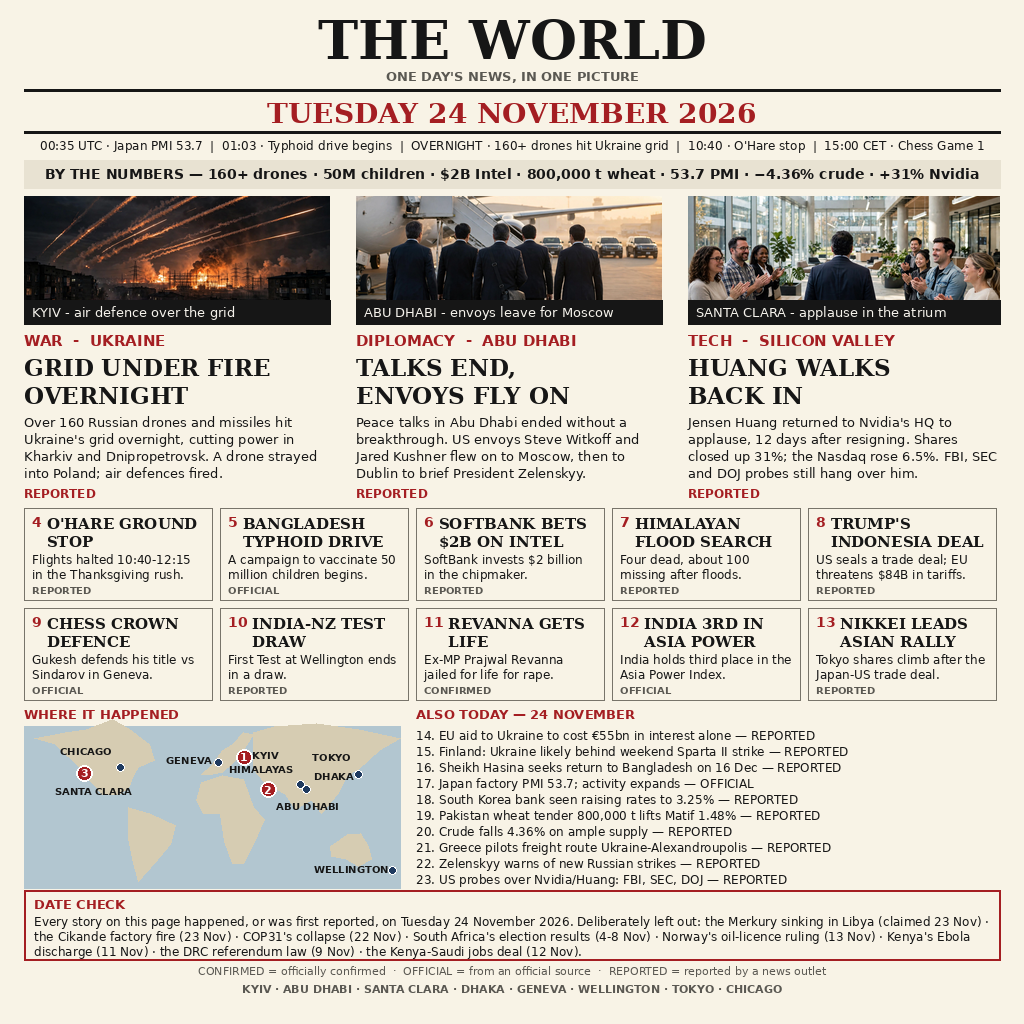 THE WORLD
ONE DAY'S NEWS, IN ONE PICTURE
TUESDAY 24 NOVEMBER 2026
00:35 UTC · Japan PMI 53.7 | 01:03 · Typhoid drive begins | OVERNIGHT · 160+ drones hit Ukraine grid | 10:40 · O'Hare stop | 15:00 CET · Chess Game 1
BY THE NUMBERS — 160+ drones · 50M children · $2B Intel · 800,000 t wheat · 53.7 PMI · −4.36% crude · +31% Nvidia
KYIV - air defence over the grid
WAR - UKRAINE
GRID UNDER FIRE
OVERNIGHT
Over 160 Russian drones and missiles hit
Ukraine's grid overnight, cutting power in
Kharkiv and Dnipropetrovsk. A drone strayed
into Poland; air defences fired.
REPORTED
ABU DHABI - envoys leave for Moscow
DIPLOMACY - ABU DHABI
TALKS END,
ENVOYS FLY ON
Peace talks in Abu Dhabi ended without a
breakthrough. US envoys Steve Witkoff and
Jared Kushner flew on to Moscow, then to
Dublin to brief President Zelenskyy.
REPORTED
SANTA CLARA - applause in the atrium
TECH - SILICON VALLEY
HUANG WALKS
BACK IN
Jensen Huang returned to Nvidia's HQ to
applause, 12 days after resigning. Shares
closed up 31%; the Nasdaq rose 6.5%. FBI, SEC
and DOJ probes still hang over him.
REPORTED
4 O'HARE GROUND
STOP
Flights halted 10:40-12:15
in the Thanksgiving rush.
REPORTED
5 BANGLADESH
TYPHOID DRIVE
A campaign to vaccinate 50
million children begins.
OFFICIAL
6 SOFTBANK BETS
$2B ON INTEL
SoftBank invests $2 billion
in the chipmaker.
REPORTED
7 HIMALAYAN
FLOOD SEARCH
Four dead, about 100
missing after floods.
REPORTED
8 TRUMP'S
INDONESIA DEAL
US seals a trade deal; EU
threatens $84B in tariffs.
REPORTED
9 CHESS CROWN
DEFENCE
Gukesh defends his title vs
Sindarov in Geneva.
OFFICIAL
10 INDIA-NZ TEST
DRAW
First Test at Wellington ends
in a draw.
REPORTED
11 REVANNA GETS
LIFE
Ex-MP Prajwal Revanna
jailed for life for rape.
CONFIRMED
12 INDIA 3RD IN
ASIA POWER
India holds third place in the
Asia Power Index.
OFFICIAL
13 NIKKEI LEADS
ASIAN RALLY
Tokyo shares climb after the
Japan-US trade deal.
REPORTED
WHERE IT HAPPENED
CHICAGO
3
SANTA CLARA
GENEVA
1 KYIV
HIMALAYAS
TOKYO
DHAKA
2
ABU DHABI
WELLINGTON
ALSO TODAY — 24 NOVEMBER
14. EU aid to Ukraine to cost €55bn in interest alone — REPORTED
15. Finland: Ukraine likely behind weekend Sparta II strike — REPORTED
16. Sheikh Hasina seeks return to Bangladesh on 16 Dec — REPORTED
17. Japan factory PMI 53.7; activity expands — OFFICIAL
18. South Korea bank seen raising rates to 3.25% — REPORTED
19. Pakistan wheat tender 800,000 t lifts Matif 1.48% — REPORTED
20. Crude falls 4.36% on ample supply — REPORTED
21. Greece pilots freight route Ukraine-Alexandroupolis — REPORTED
22. Zelenskyy warns of new Russian strikes — REPORTED
23. US probes over Nvidia/Huang: FBI, SEC, DOJ — REPORTED
DATE CHECK
Every story on this page happened, or was first reported, on Tuesday 24 November 2026. Deliberately left out: the Merkury sinking in Libya (claimed 23 Nov) ·
the Cikande factory fire (23 Nov) · COP31's collapse (22 Nov) · South Africa's election results (4-8 Nov) · Norway's oil-licence ruling (13 Nov) · Kenya's Ebola
discharge (11 Nov) · the DRC referendum law (9 Nov) · the Kenya-Saudi jobs deal (12 Nov).
CONFIRMED = officially confirmed · OFFICIAL = from an official source · REPORTED = reported by a news outlet
KYIV · ABU DHABI · SANTA CLARA · DHAKA · GENEVA · WELLINGTON · TOKYO · CHICAGO